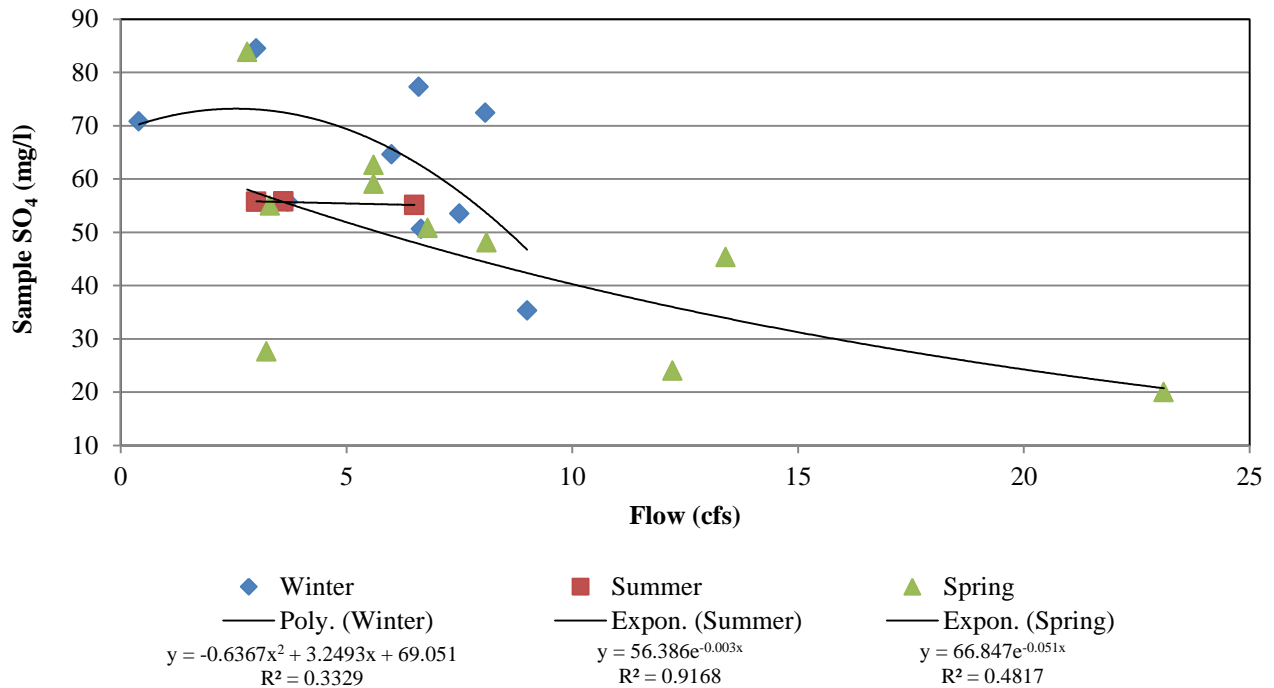 90
80
70
60
50
40
30
20
10
Sample SO₄ (mg/l)
0 5 10 15 20 25
Flow (cfs)
Winter Summer Spring
Poly. (Winter) Expon. (Summer) Expon. (Spring)
y = -0.6367x² + 3.2493x + 69.051 y = 56.386e⁻⁰·⁰⁰³ˣ y = 66.847e⁻⁰·⁰⁵¹ˣ
R² = 0.3329 R² = 0.9168 R² = 0.4817